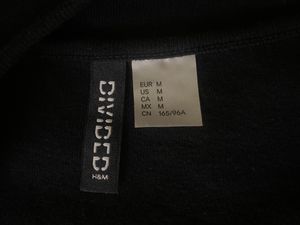 DIVIDED
H&M
EUR M
US M
CA M
MX M
CN 165/96A